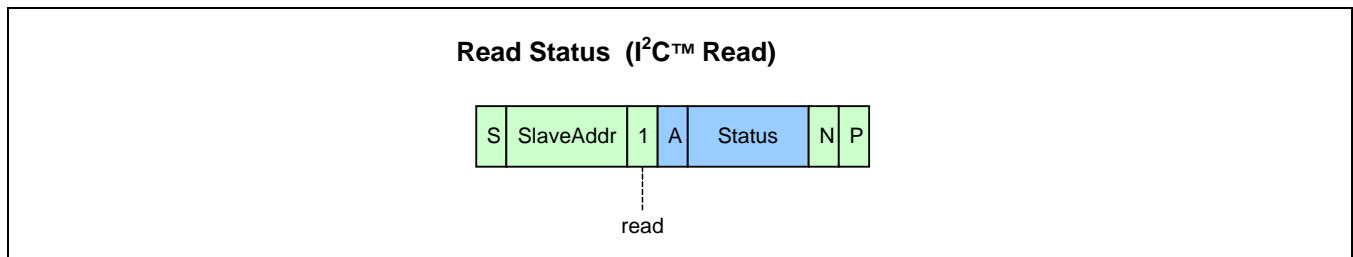 Read Status (I²C™ Read)
S SlaveAddr 1 A Status N P
read